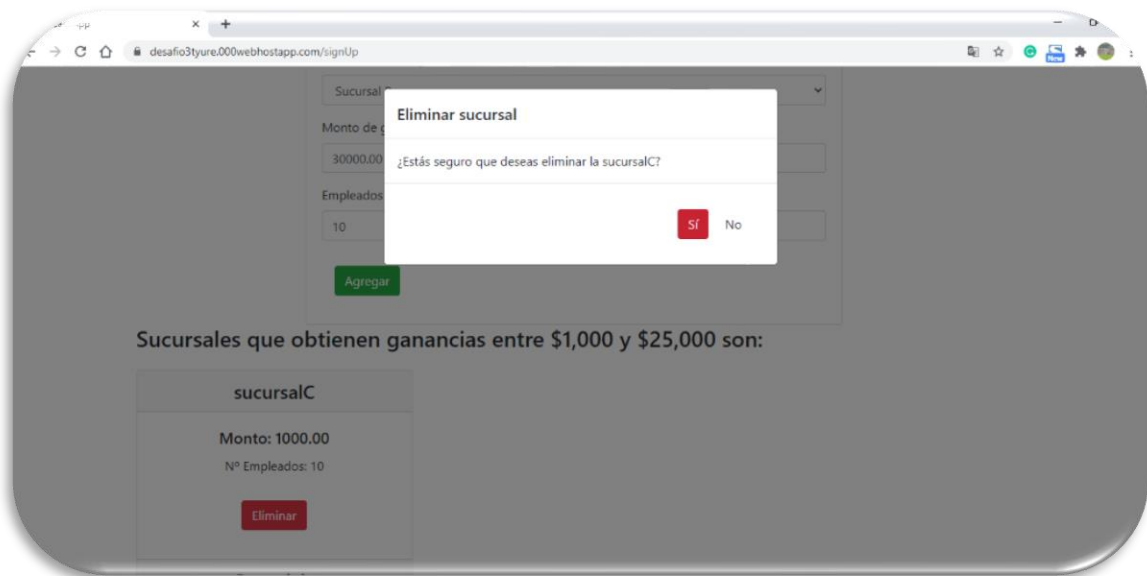 desafio3tyure.000webhostapp.com/signUp
New
Sucursal
Eliminar sucursal
Monto de
¿Estás seguro que deseas eliminar la sucursalC?
30000.00
Empleados
Sí No
10
Agregar
Sucursales que obtienen ganancias entre $1,000 y $25,000 son:
sucursalC
Monto: 1000.00
Nº Empleados: 10
Eliminar